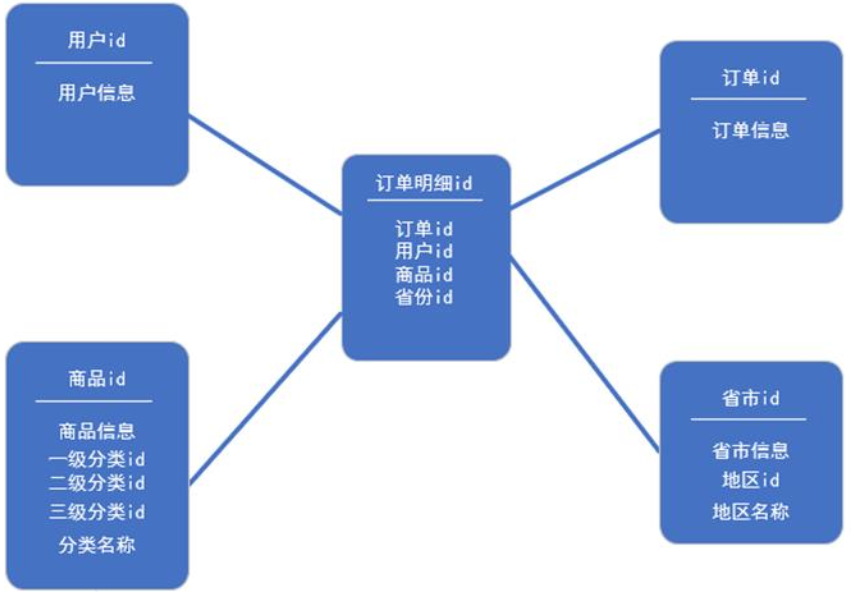 用户id
用户信息
订单id
订单信息
订单明细id
订单id
用户id
商品id
省份id
商品id
商品信息
一级分类id
二级分类id
三级分类id
分类名称
省市id
省市信息
地区id
地区名称